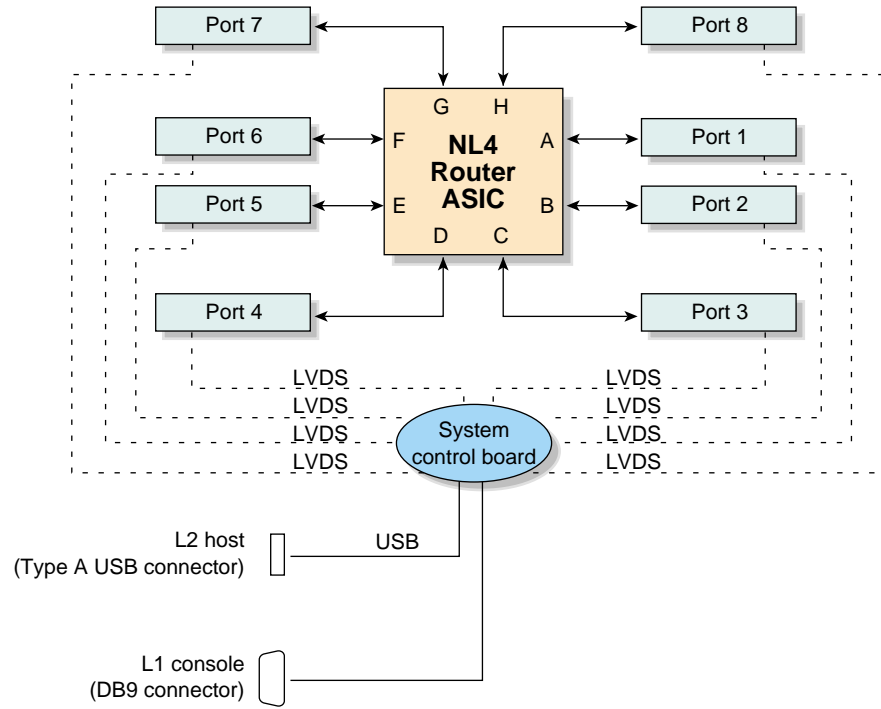 Port 7
Port 8
G H
Port 6
F
NL4
Router
ASIC
A
Port 1
Port 5
E
B
Port 2
D C
Port 4
Port 3
LVDS
LVDS
LVDS
LVDS
LVDS
LVDS
LVDS
LVDS
System
control board
L2 host
(Type A USB connector)
USB
L1 console
(DB9 connector)